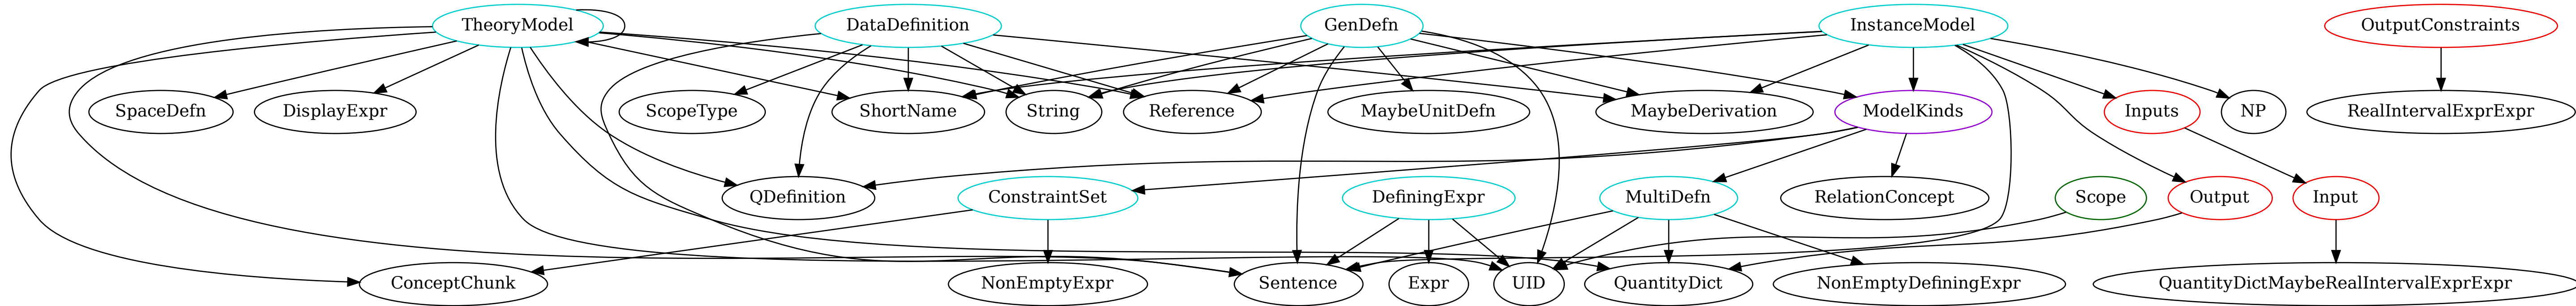 TheoryModel
DataDefinition
GenDefn
InstanceModel
OutputConstraints
SpaceDefn
DisplayExpr
ScopeType
ShortName
String
Reference
MaybeUnitDefn
MaybeDerivation
ModelKinds
Inputs
NP
RealIntervalExprExpr
QDefinition
ConstraintSet
DefiningExpr
MultiDefn
RelationConcept
Scope
Output
Input
ConceptChunk
NonEmptyExpr
Sentence
Expr
UID
QuantityDict
NonEmptyDefiningExpr
QuantityDictMaybeRealIntervalExprExpr